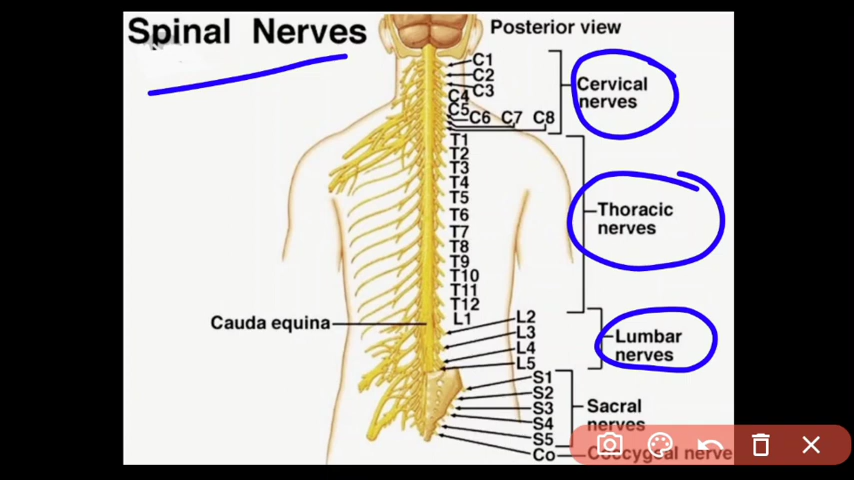 Spinal Nerves
Posterior view
C1
C2
C3
C4
C5
C6 C7 C8
Cervical
nerves
T1
T2
T3
T4
T5
T6
T7
T8
T9
T10
T11
T12
Thoracic
nerves
L1
L2
L3
L4
L5
Lumbar
nerves
Cauda equina
S1
S2
S3
S4
S5
Sacral
nerves
Co
Coccygeal nerve